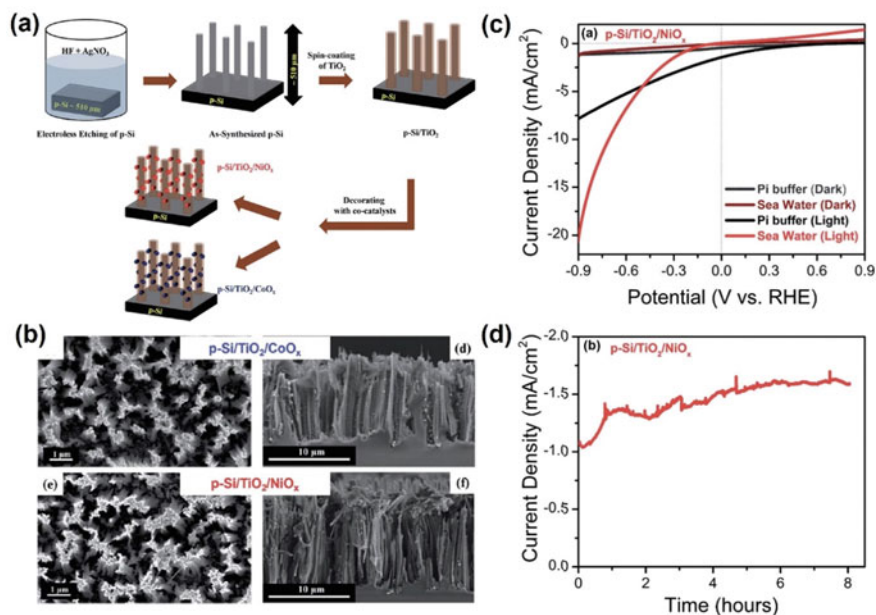 (a)
HF + AgNO₃
p-Si ~ 510 μm
Electroless Etching of p-Si
p-Si
As-Synthesized p-Si
~ 510 μm
Spin-coating
of TiO₂
p-Si
p-Si/TiO₂
p-Si/TiO₂/NiOₓ
p-Si
Decorating
with co-catalysts
p-Si/TiO₂/CoOₓ
p-Si
(b)
p-Si/TiO₂/CoOₓ
(d)
1 μm
10 μm
(e)
p-Si/TiO₂/NiOₓ
(f)
1 μm
10 μm
(c)
(a) p-Si/TiO₂/NiOₓ
Current Density (mA/cm²)
0
-5
-10
-15
-20
Pi buffer (Dark)
Sea Water (Dark)
Pi buffer (Light)
Sea Water (Light)
-0.9 -0.6 -0.3 0.0 0.3 0.6 0.9
Potential (V vs. RHE)
(d)
(b) p-Si/TiO₂/NiOₓ
Current Density (mA/cm²)
-2.0
-1.5
-1.0
-0.5
-0.0
0 2 4 6 8
Time (hours)